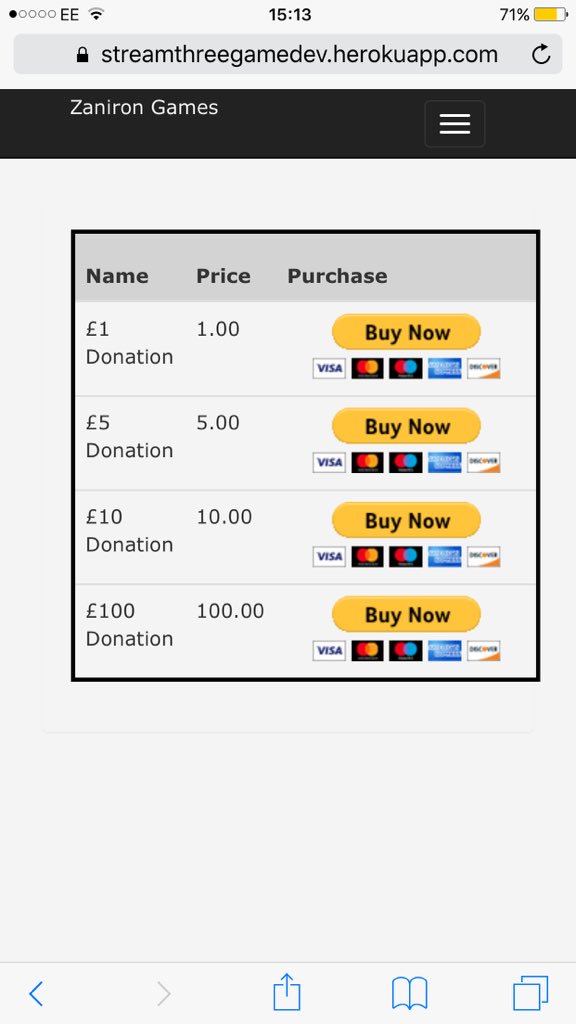 EE 15:13 71%
streamthreegamedev.herokuapp.com
Zaniron Games
Name Price Purchase
£1 1.00 Buy Now
Donation
VISA DISCOVER
£5 5.00 Buy Now
Donation
VISA DISCOVER
£10 10.00 Buy Now
Donation
VISA DISCOVER
£100 100.00 Buy Now
Donation
VISA DISCOVER